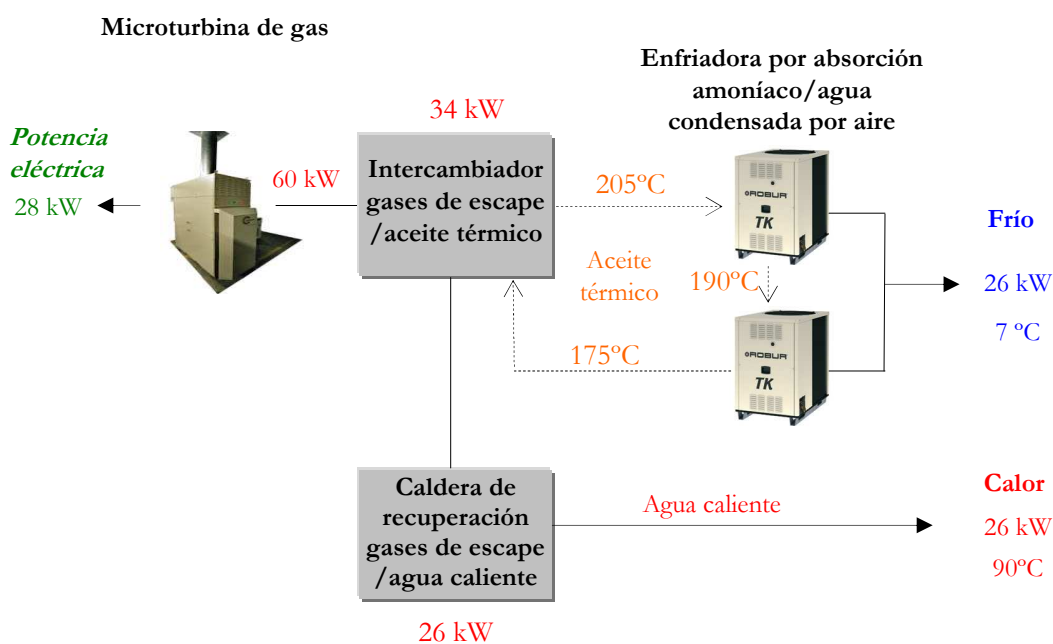 Microturbina de gas
Enfriadora por absorción
amoníaco/agua
condensada por aire
34 kW
Potencia
eléctrica
28 kW
60 kW
Intercambiador
gases de escape
/aceite térmico
205ºC
ROBUR
TK
Aceite
térmico
190ºC
Frío
26 kW
7 ºC
175ºC
ROBUR
TK
Caldera de
recuperación
gases de escape
/agua caliente
Agua caliente
Calor
26 kW
90ºC
26 kW